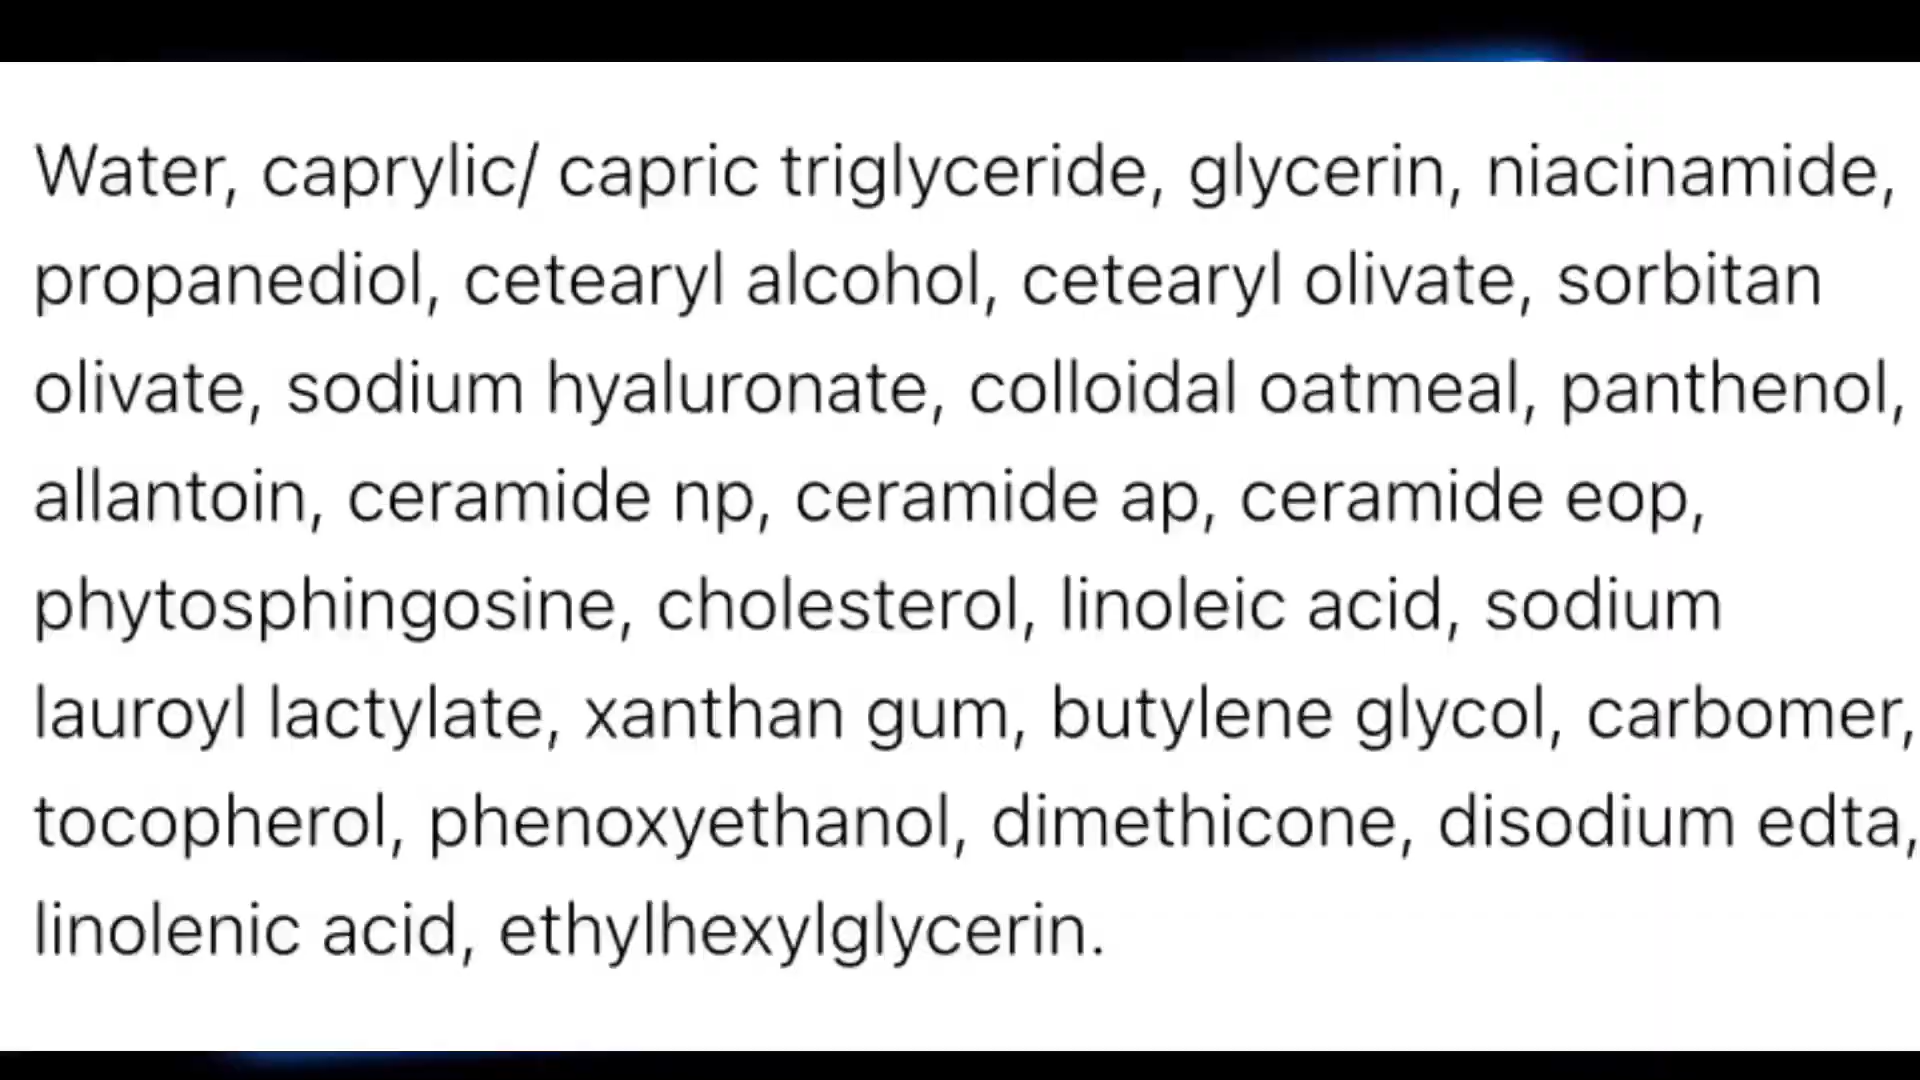 Water, caprylic/ capric triglyceride, glycerin, niacinamide,
propanediol, cetearyl alcohol, cetearyl olivate, sorbitan
olivate, sodium hyaluronate, colloidal oatmeal, panthenol,
allantoin, ceramide np, ceramide ap, ceramide eop,
phytosphingosine, cholesterol, linoleic acid, sodium
lauroyl lactylate, xanthan gum, butylene glycol, carbomer,
tocopherol, phenoxyethanol, dimethicone, disodium edta,
linolenic acid, ethylhexylglycerin.